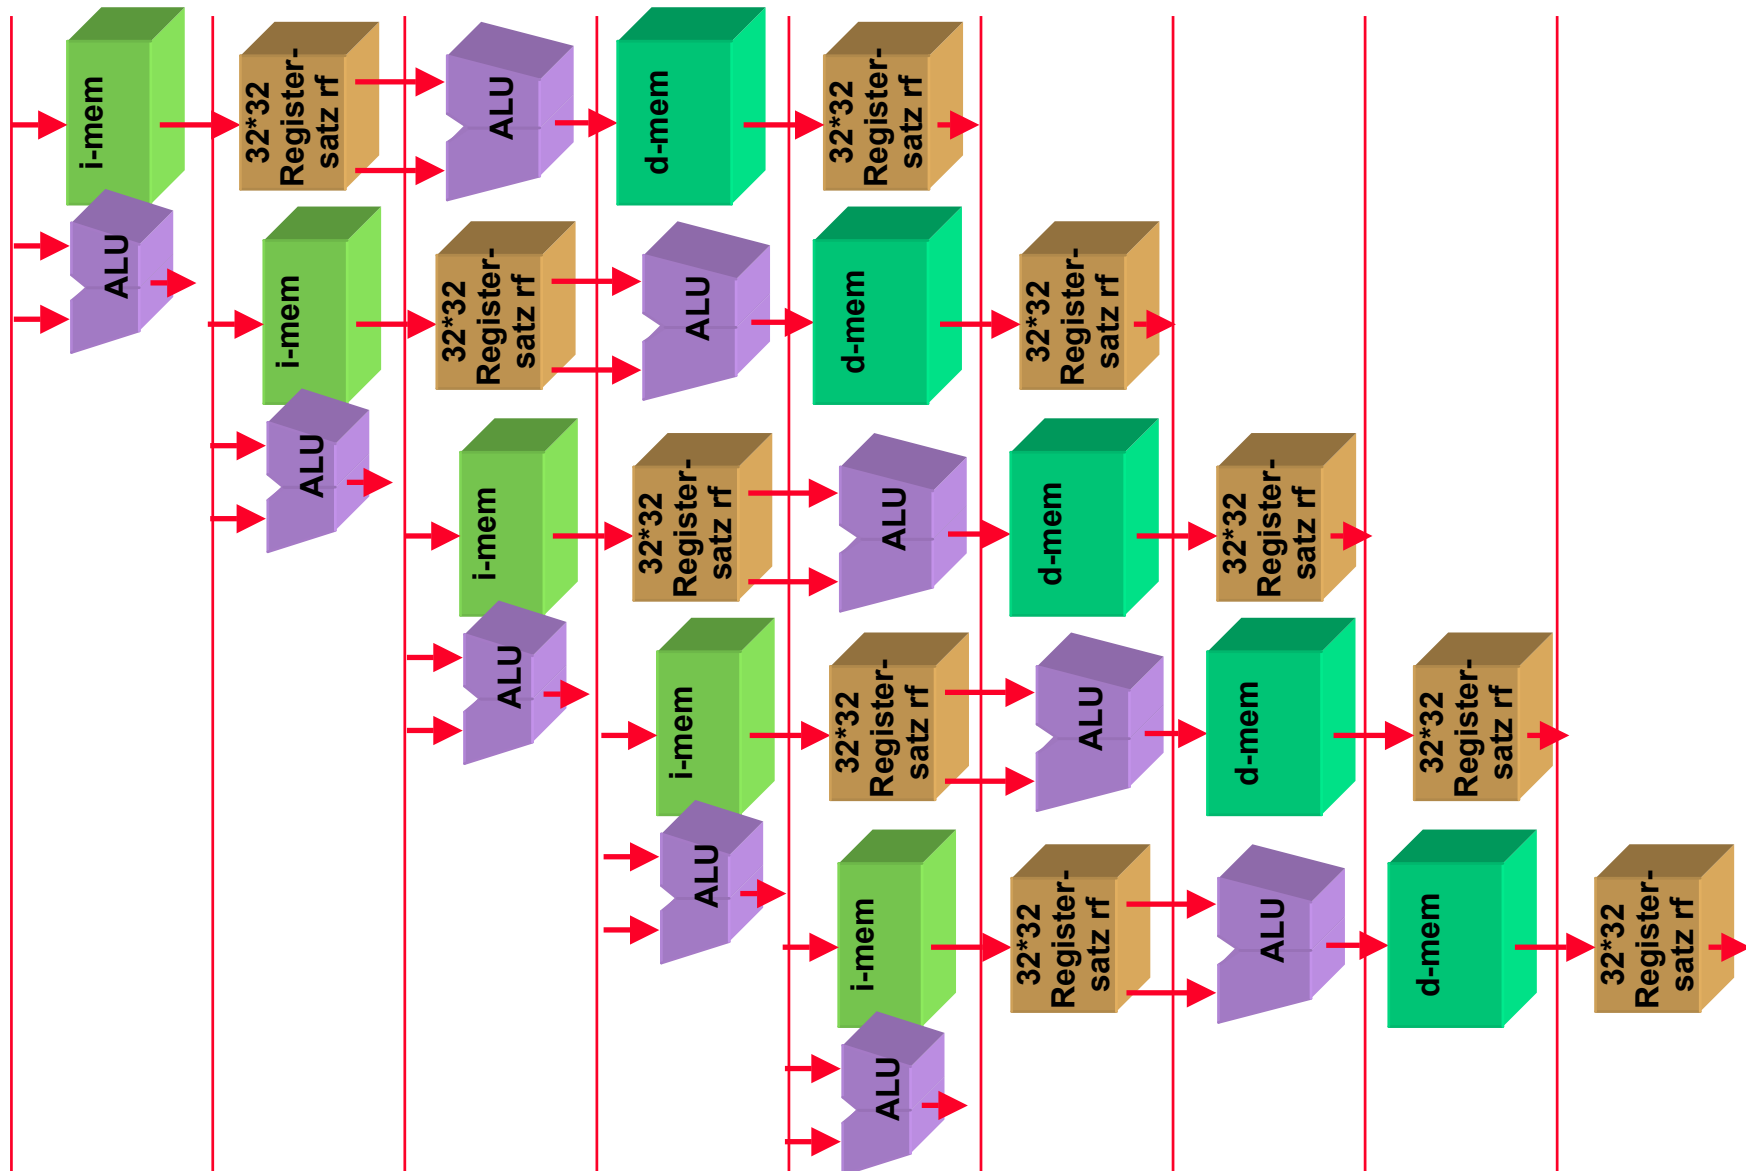 i-mem
32*32
Register-
satz rf
ALU
d-mem
32*32
Register-
satz rf
ALU
i-mem
32*32
Register-
satz rf
ALU
d-mem
32*32
Register-
satz rf
ALU
i-mem
32*32
Register-
satz rf
ALU
d-mem
32*32
Register-
satz rf
ALU
i-mem
32*32
Register-
satz rf
ALU
d-mem
32*32
Register-
satz rf
ALU
i-mem
32*32
Register-
satz rf
ALU
d-mem
32*32
Register-
satz rf
ALU